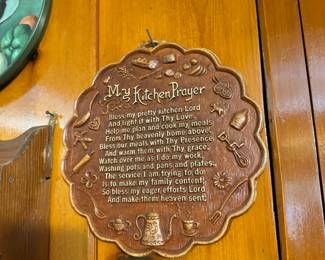 My Kitchen Prayer
Bless my pretty kitchen Lord
And light it with Thy Love.
Help me plan and cook my meals
From Thy heavenly home above.
Bless our meals with Thy Presence
And warm them with Thy grace,
Watch over me as I do my work,
Washing pots and pans and plates.
The service I am trying to do,
Is to make my family content,
So bless my eager efforts Lord
And make them heaven sent.